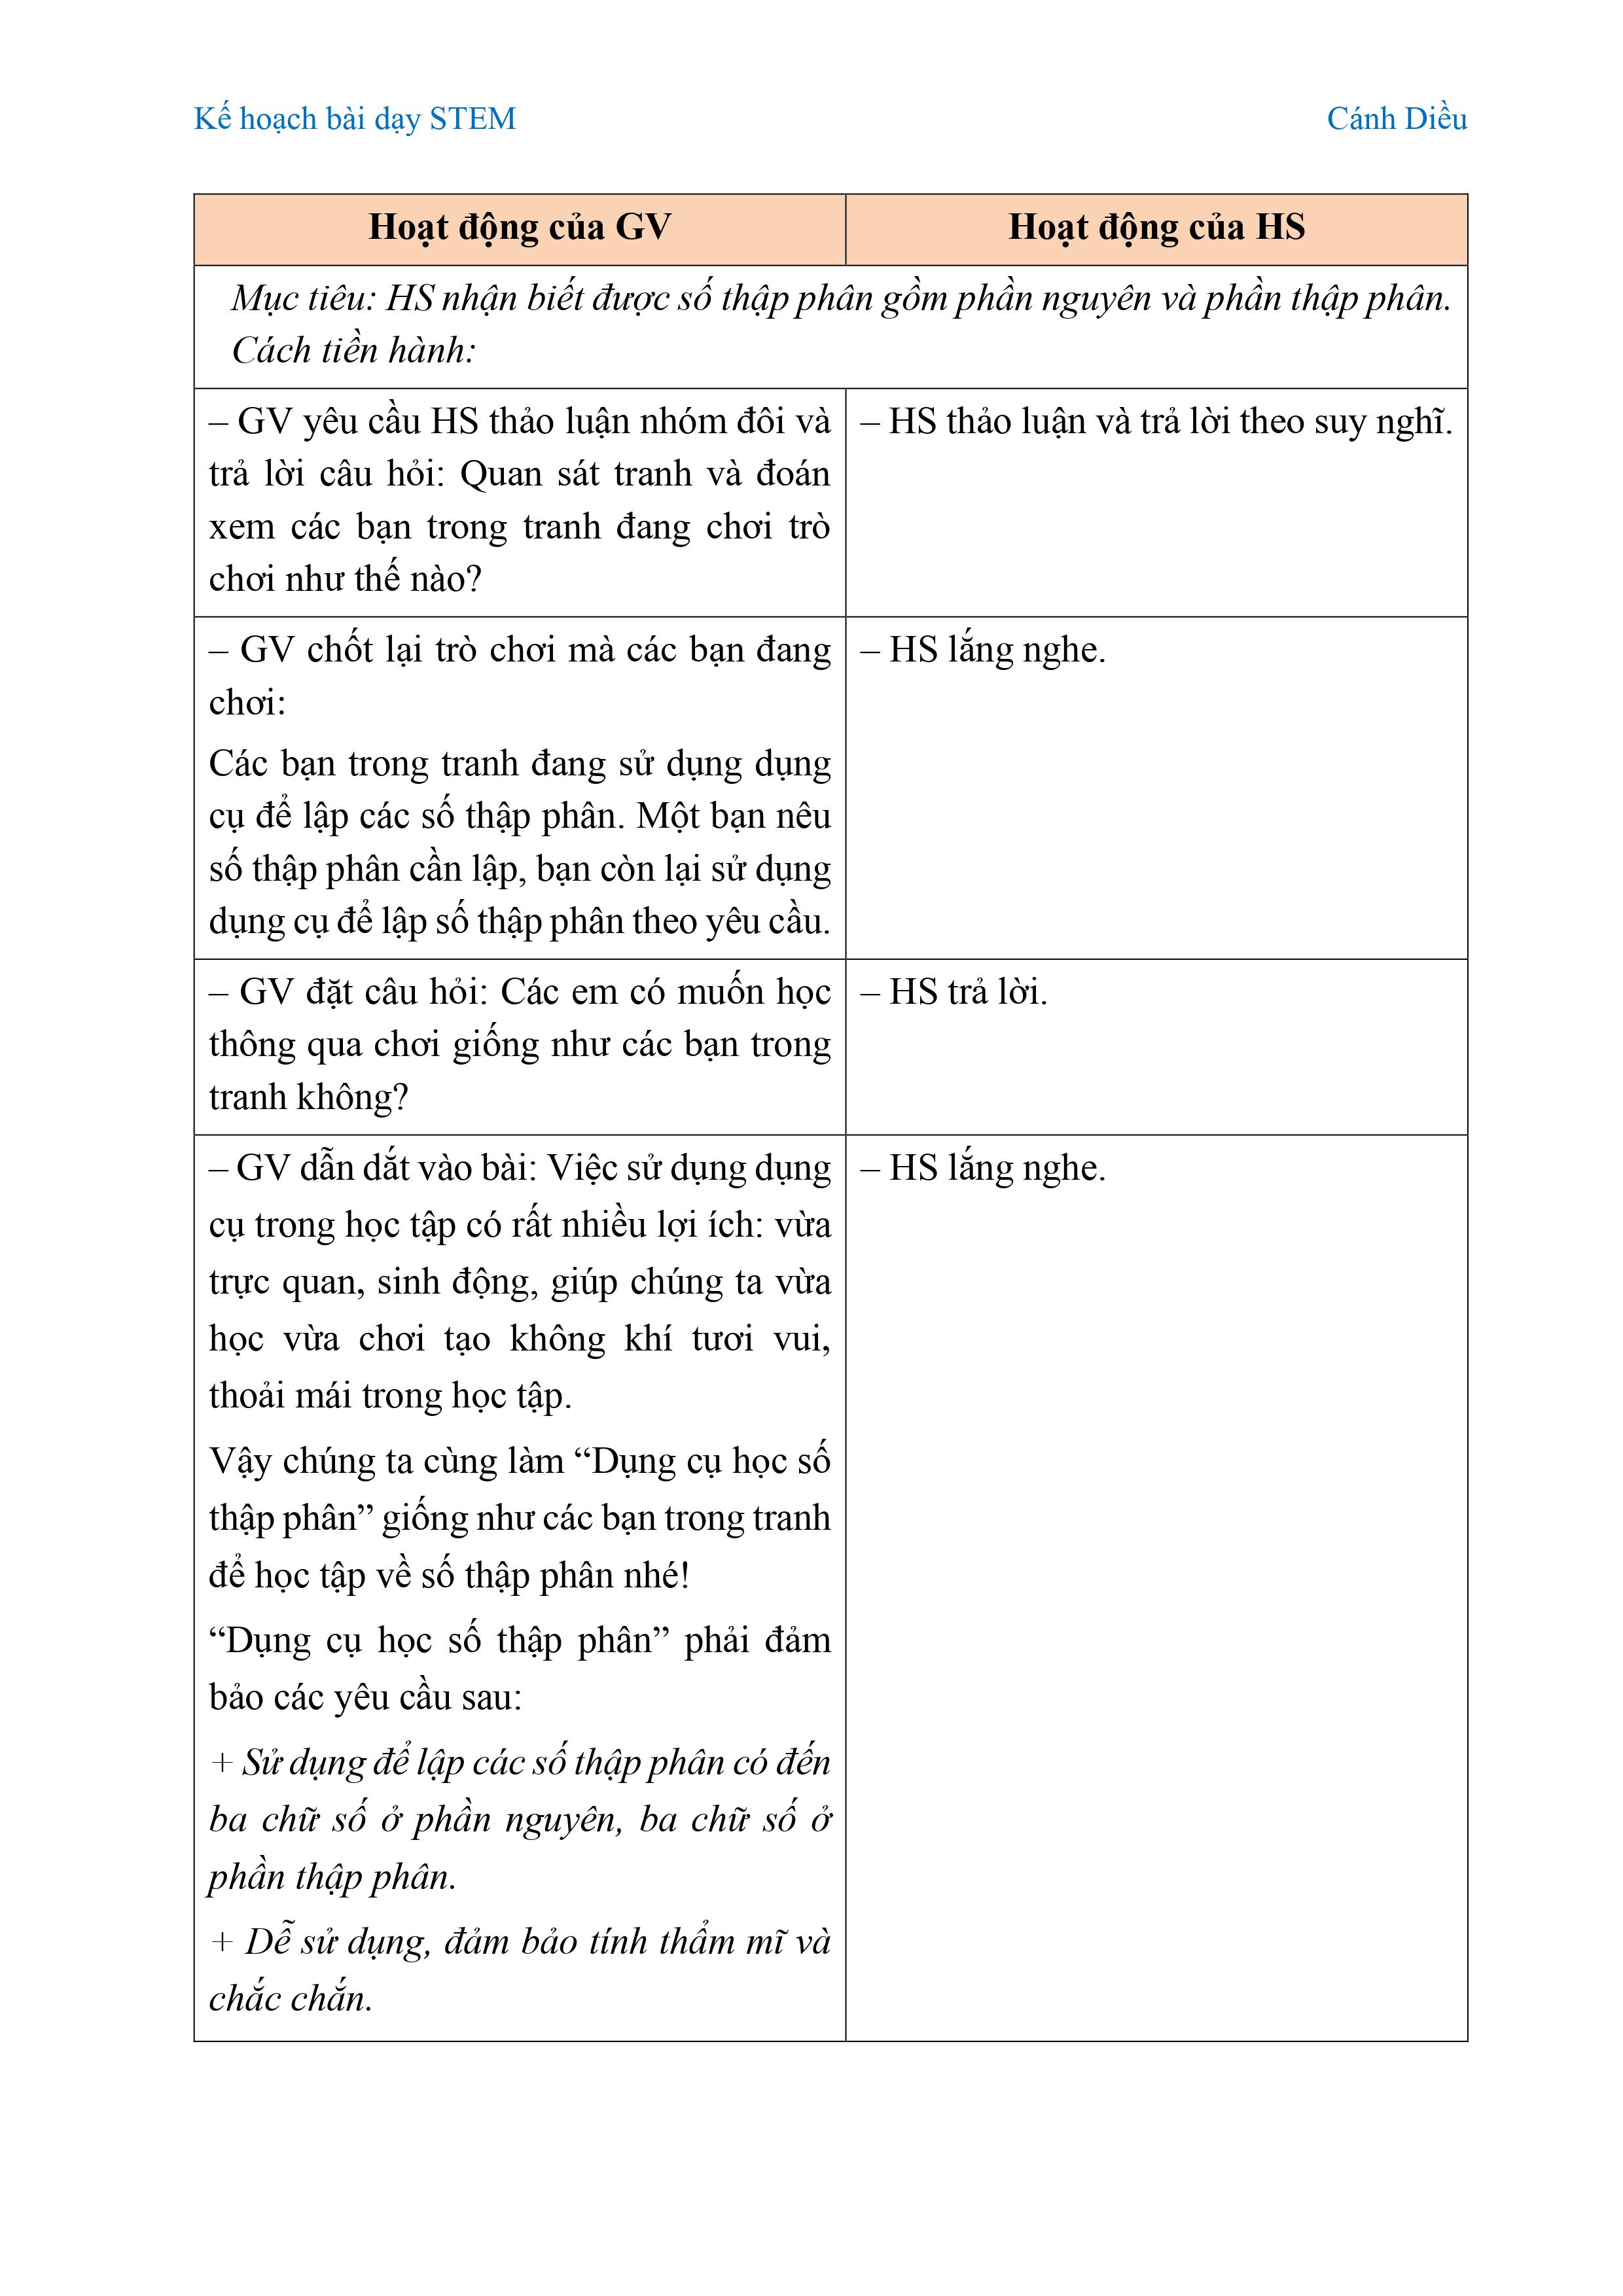 Kế hoạch bài dạy STEM
Cánh Diều
Hoạt động của GV
Hoạt động của HS
Mục tiêu: HS nhận biết được số thập phân gồm phần nguyên và phần thập phân.
Cách tiền hành:
– GV yêu cầu HS thảo luận nhóm đôi và
trả lời câu hỏi: Quan sát tranh và đoán
xem các bạn trong tranh đang chơi trò
chơi như thế nào?
– HS thảo luận và trả lời theo suy nghĩ.
– GV chốt lại trò chơi mà các bạn đang
chơi:
Các bạn trong tranh đang sử dụng dụng
cụ để lập các số thập phân. Một bạn nêu
số thập phân cần lập, bạn còn lại sử dụng
dụng cụ để lập số thập phân theo yêu cầu.
– HS lắng nghe.
– GV đặt câu hỏi: Các em có muốn học
thông qua chơi giống như các bạn trong
tranh không?
– HS trả lời.
– GV dẫn dắt vào bài: Việc sử dụng dụng
cụ trong học tập có rất nhiều lợi ích: vừa
trực quan, sinh động, giúp chúng ta vừa
học vừa chơi tạo không khí tươi vui,
thoải mái trong học tập.
Vậy chúng ta cùng làm “Dụng cụ học số
thập phân” giống như các bạn trong tranh
để học tập về số thập phân nhé!
“Dụng cụ học số thập phân” phải đảm
bảo các yêu cầu sau:
+ Sử dụng để lập các số thập phân có đến
ba chữ số ở phần nguyên, ba chữ số ở
phần thập phân.
+ Dễ sử dụng, đảm bảo tính thẩm mĩ và
chắc chắn.
– HS lắng nghe.